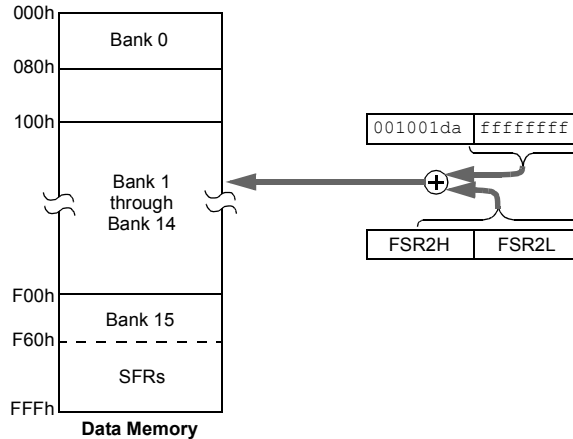 000h
Bank 0
080h
100h
001001da ffffffff
Bank 1
through
Bank 14
FSR2H FSR2L
F00h
Bank 15
F60h
SFRs
FFFh
Data Memory